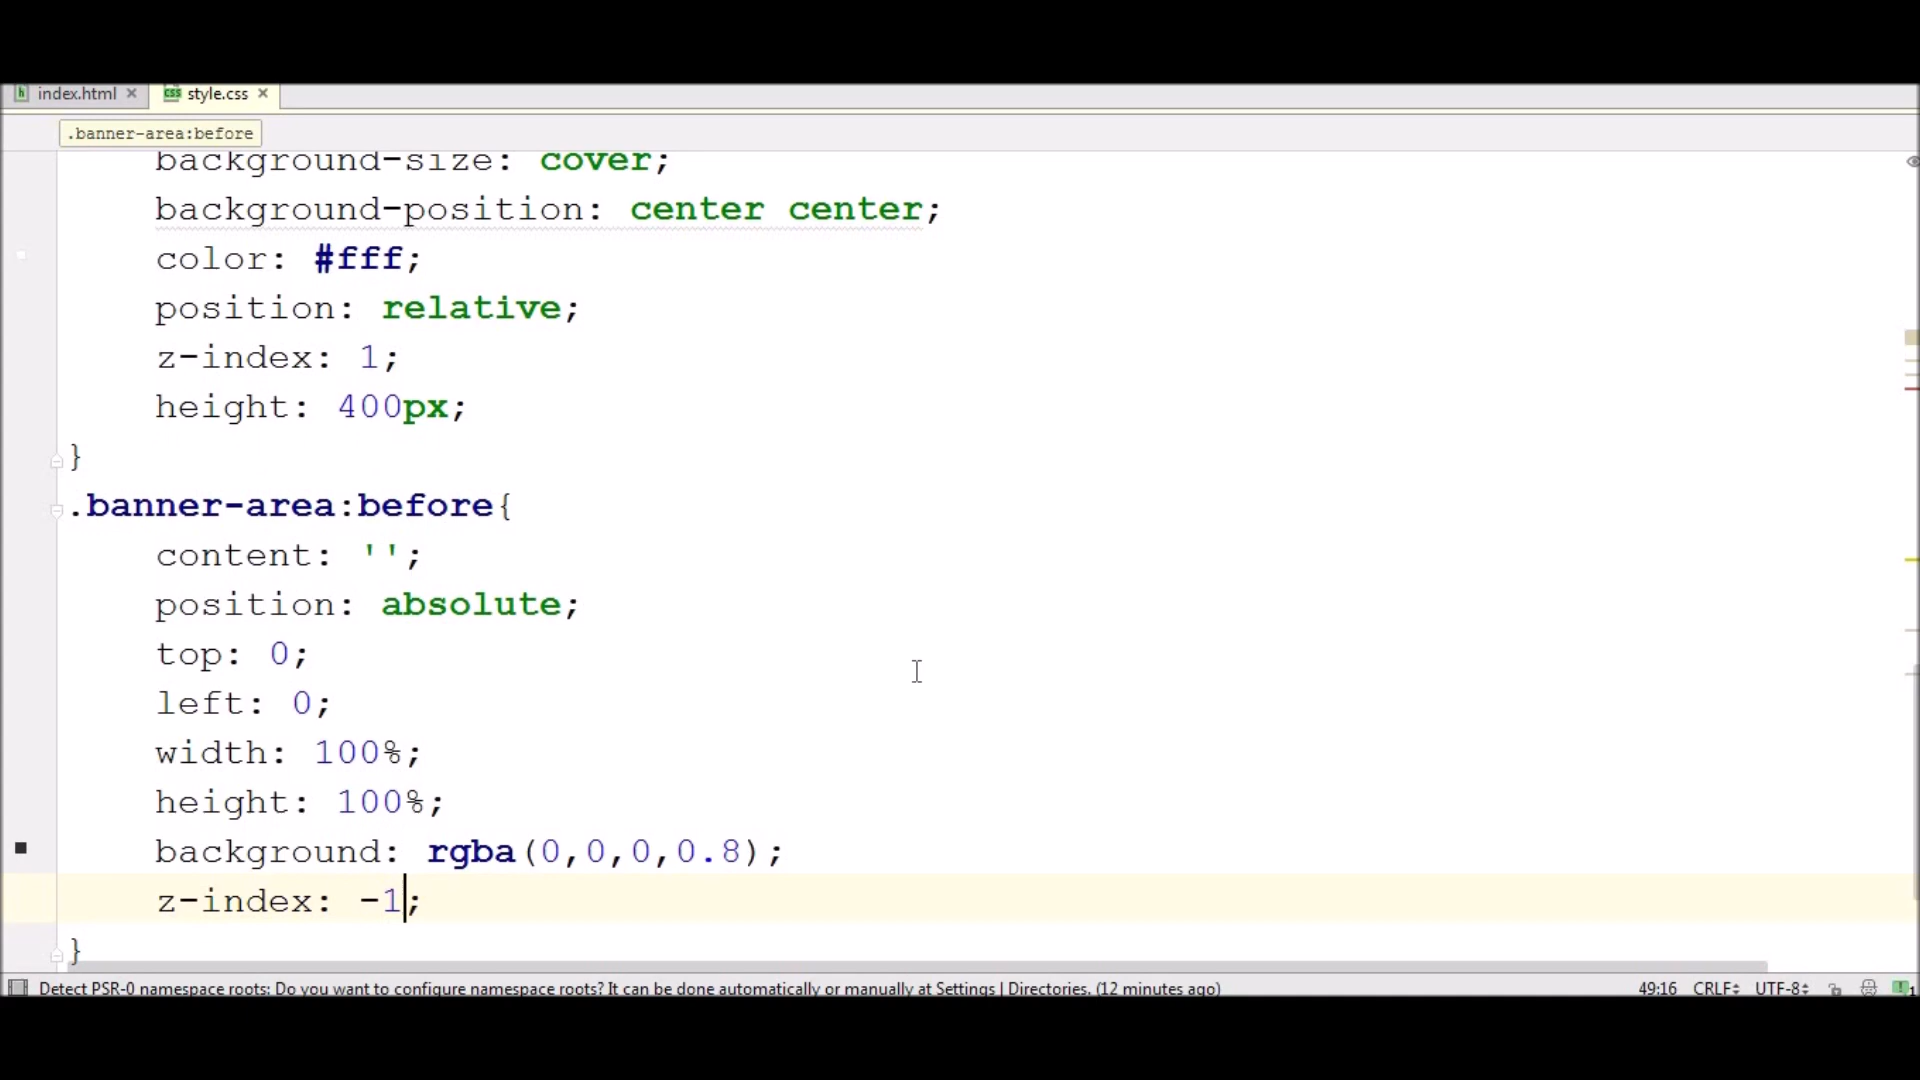 index.html
style.css
.banner-area:before
background-size: cover;
background-position: center center;
color: #fff;
position: relative;
z-index: 1;
height: 400px;
}
.banner-area:before{
content: '';
position: absolute;
top: 0;
left: 0;
width: 100%;
height: 100%;
background: rgba(0,0,0,0.8);
z-index: -1;
}
Detect PSR-0 namespace roots: Do you want to configure namespace roots? It can be done automatically or manually at Settings | Directories. (12 minutes ago)
49:16 CRLF UTF-8 1